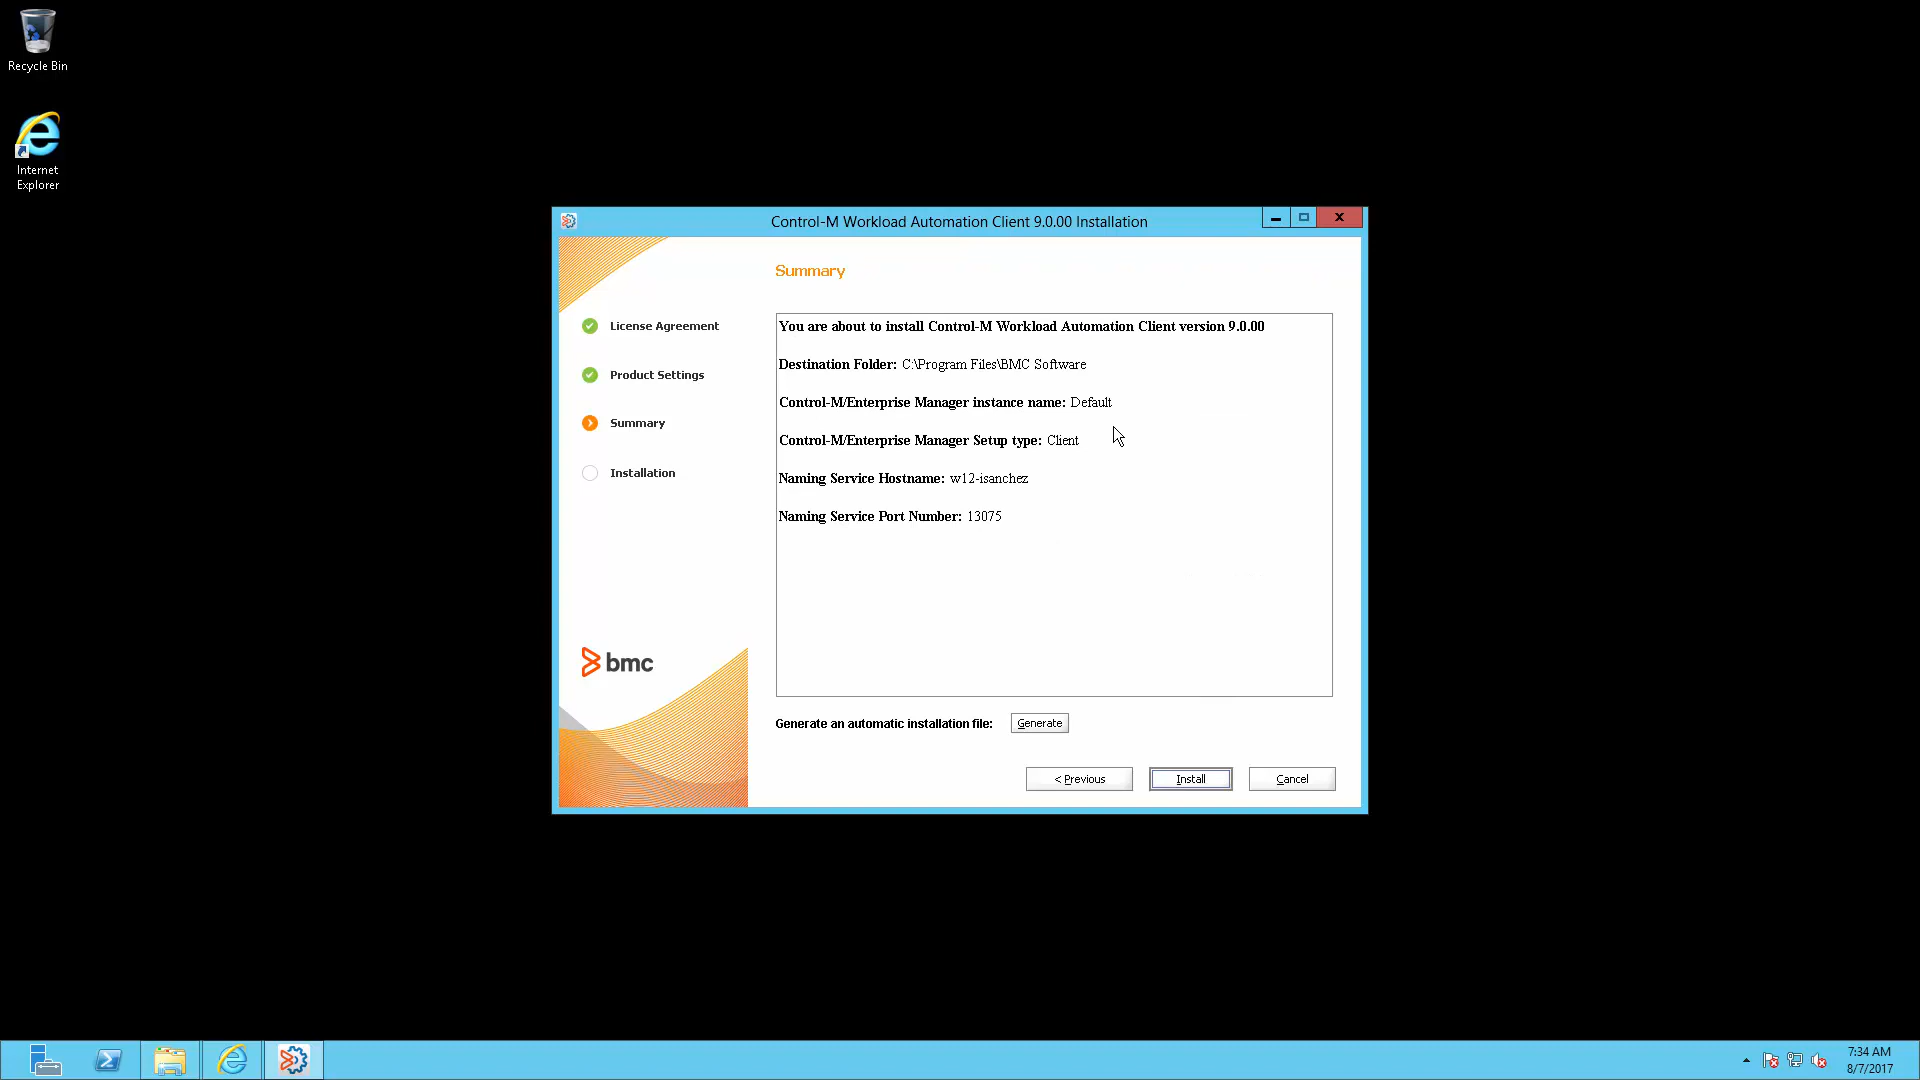 Recycle Bin
Internet
Explorer
Control-M Workload Automation Client 9.0.00 Installation
Summary
License Agreement
Product Settings
Summary
Installation
You are about to install Control-M Workload Automation Client version 9.0.00
Destination Folder: C:\Program Files\BMC Software
Control-M/Enterprise Manager instance name: Default
Control-M/Enterprise Manager Setup type: Client
Naming Service Hostname: w12-isanchez
Naming Service Port Number: 13075
bmc
Generate an automatic installation file: Generate
< Previous Install Cancel
7:34 AM
8/7/2017